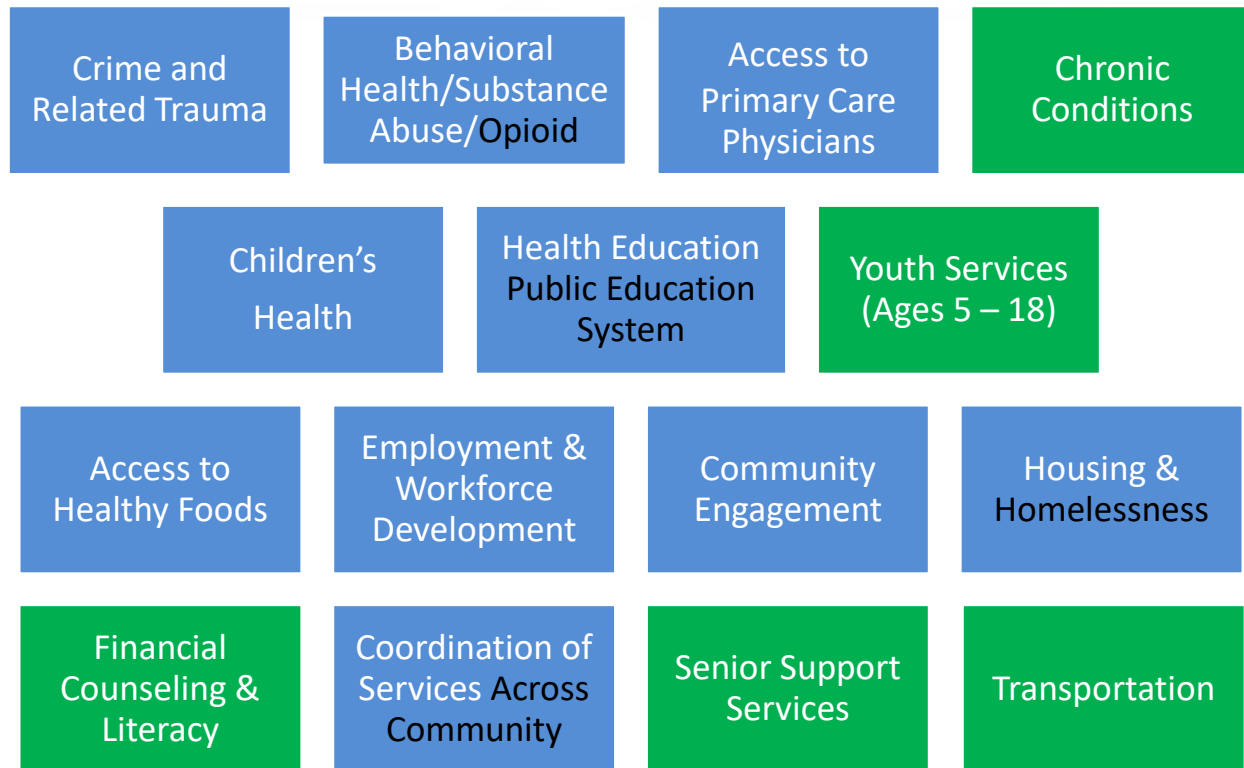 Crime and
Related Trauma
Behavioral
Health/Substance
Abuse/Opioid
Access to
Primary Care
Physicians
Chronic
Conditions
Children’s
Health
Health Education
Public Education
System
Youth Services
(Ages 5 – 18)
Access to
Healthy Foods
Employment &
Workforce
Development
Community
Engagement
Housing &
Homelessness
Financial
Counseling &
Literacy
Coordination of
Services Across
Community
Senior Support
Services
Transportation